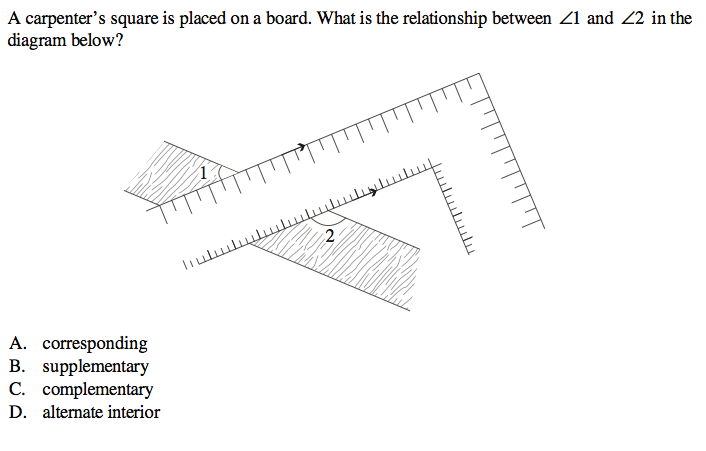 A carpenter's square is placed on a board. What is the relationship between ∠1 and ∠2 in the
diagram below?
1
2
A. corresponding
B. supplementary
C. complementary
D. alternate interior